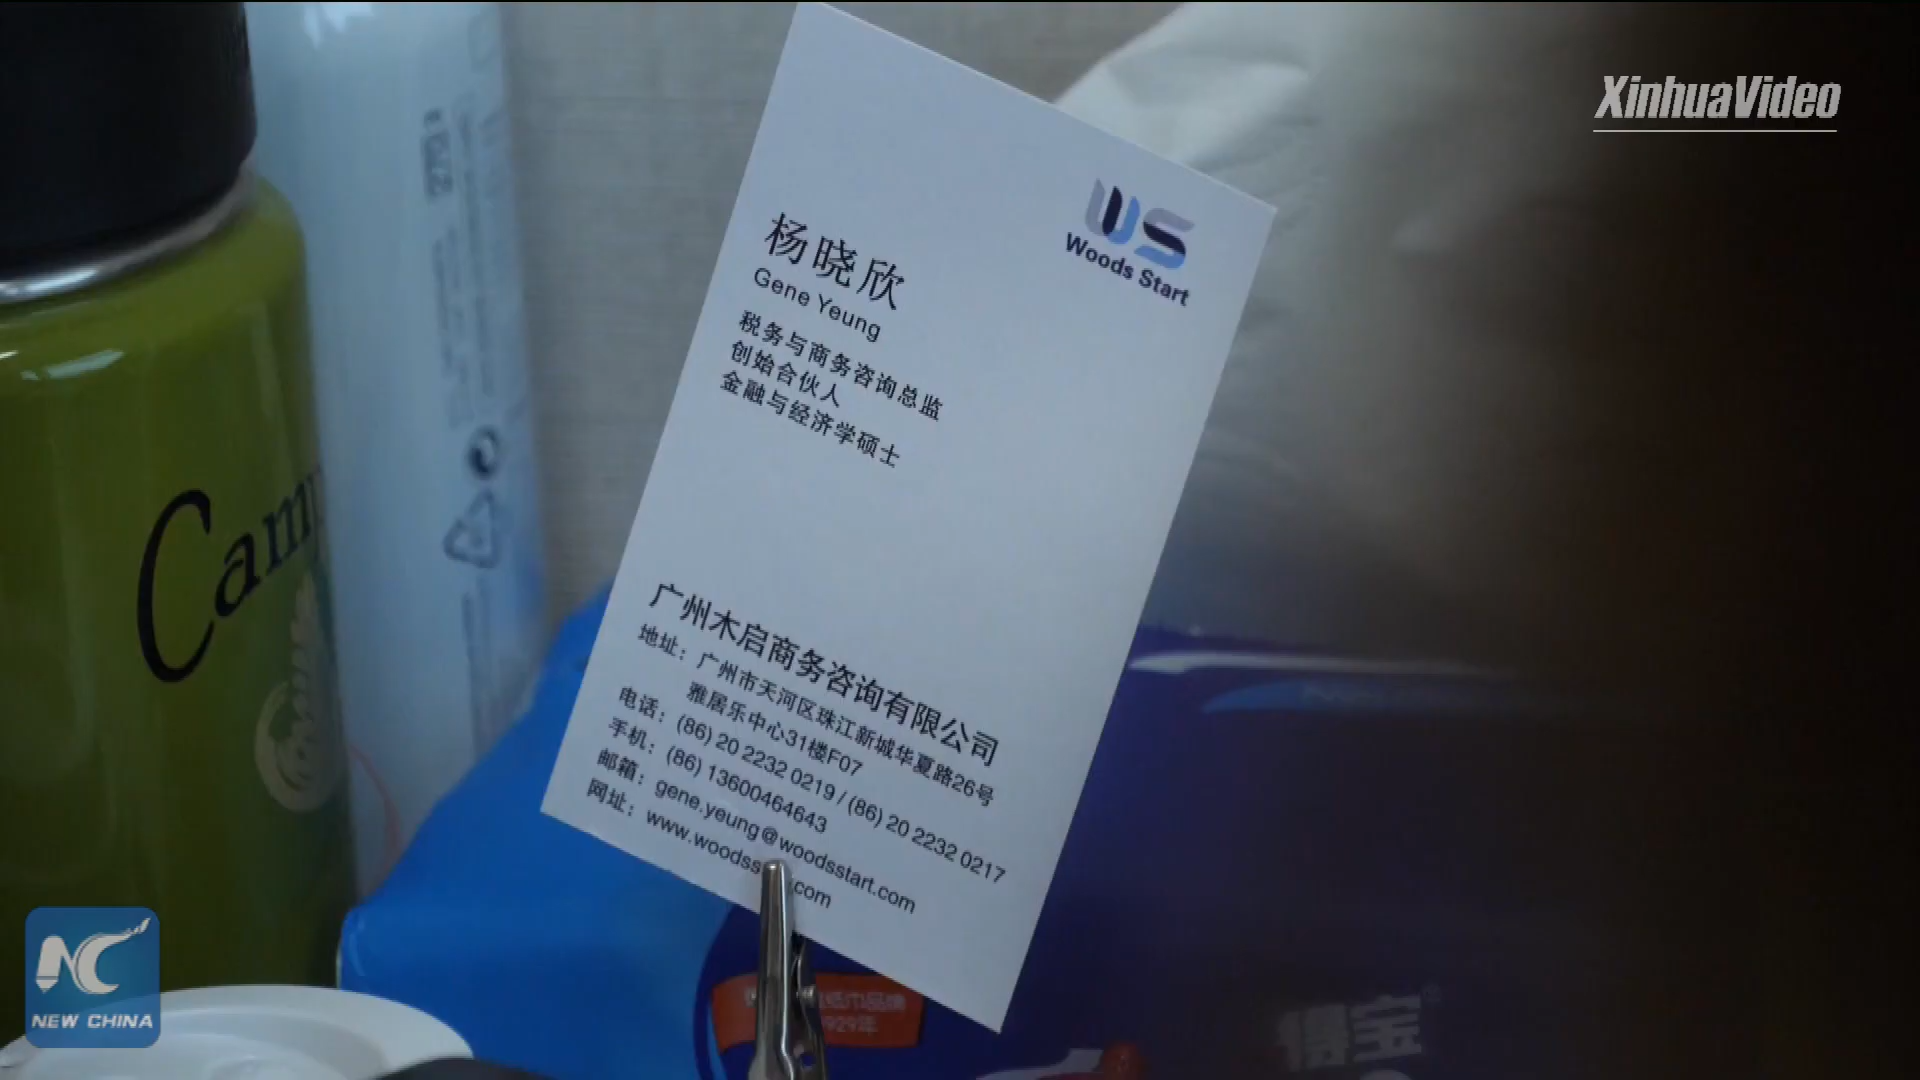 XinhuaVideo
Woods Start
杨晓欣
Gene Yeung
税务与商务咨询总监
创始合伙人
金融与经济学硕士
广州木启商务咨询有限公司
地址：广州市天河区珠江新城华夏路26号
雅居乐中心31楼F07
电话：(86) 20 2232 0219 / (86) 20 2232 0217
手机：(86) 13600464643
邮箱：gene.yeung@woodsstart.com
网址：
NC
NEW CHINA
得宝